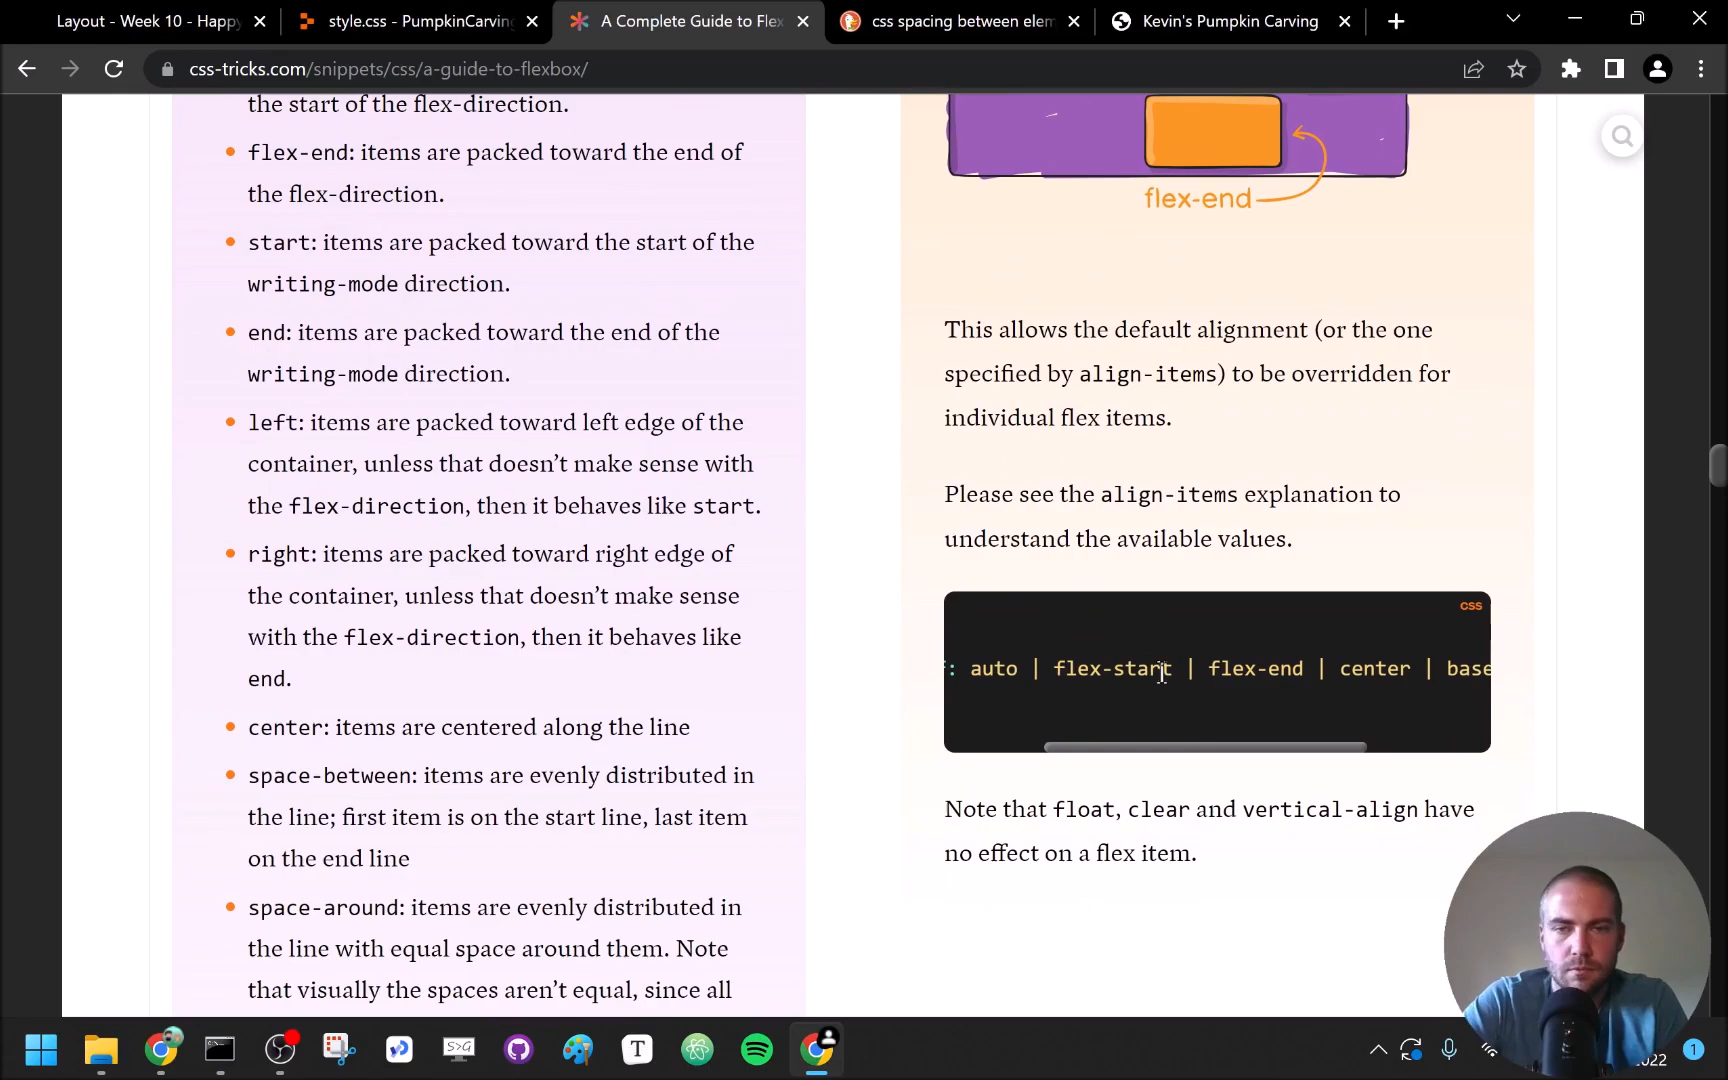 Layout - Week 10 - Happy
style.css - PumpkinCarving
A Complete Guide to Flex
css spacing between elem
Kevin's Pumpkin Carving
css-tricks.com/snippets/css/a-guide-to-flexbox/
the start of the flex-direction.
flex-end: items are packed toward the end of
the flex-direction.
start: items are packed toward the start of the
writing-mode direction.
end: items are packed toward the end of the
writing-mode direction.
left: items are packed toward left edge of the
container, unless that doesn’t make sense with
the flex-direction, then it behaves like start.
right: items are packed toward right edge of
the container, unless that doesn’t make sense
with the flex-direction, then it behaves like
end.
center: items are centered along the line
space-between: items are evenly distributed in
the line; first item is on the start line, last item
on the end line
space-around: items are evenly distributed in
the line with equal space around them. Note
that visually the spaces aren’t equal, since all
flex-end
This allows the default alignment (or the one
specified by align-items) to be overridden for
individual flex items.
Please see the align-items explanation to
understand the available values.
CSS
: auto | flex-start | flex-end | center | base
Note that float, clear and vertical-align have
no effect on a flex item.
S>G
T
2022
1